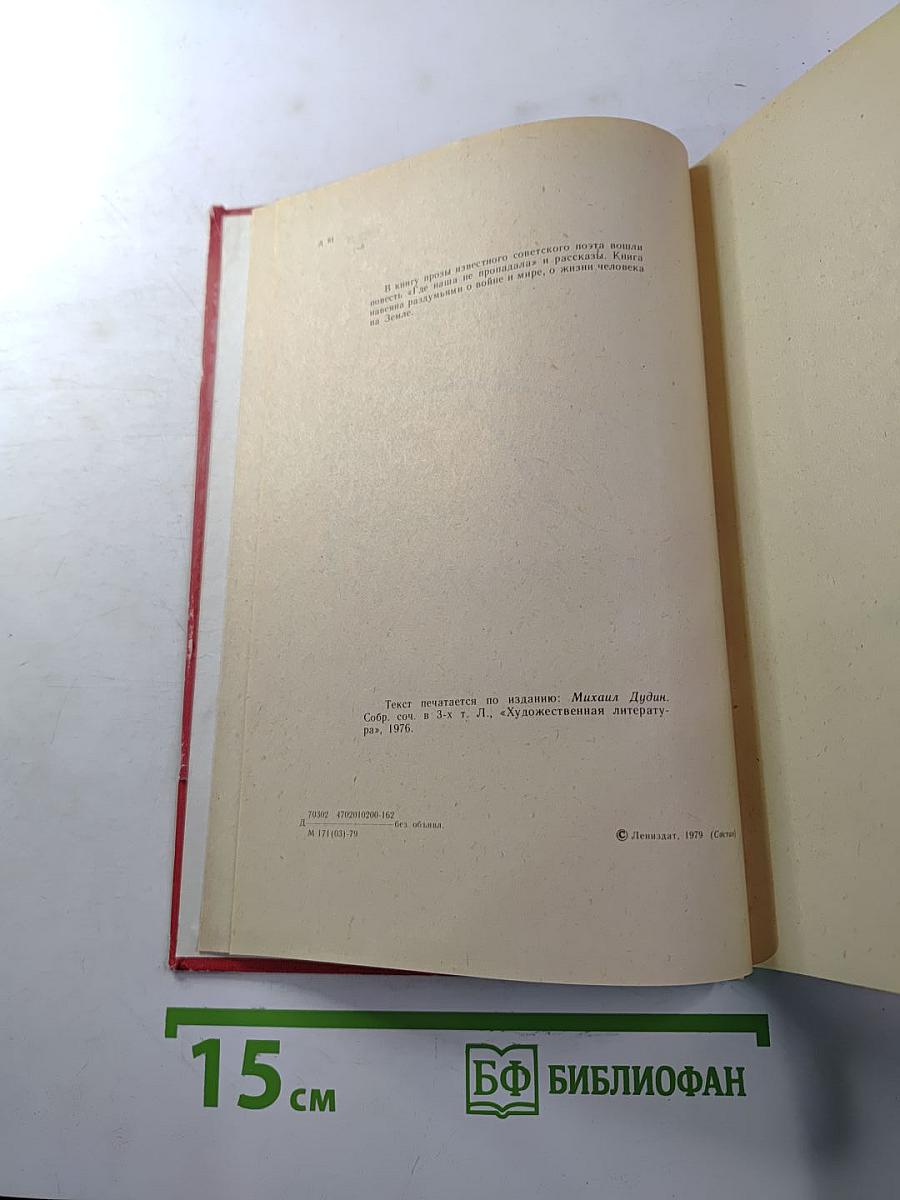 Д 81
В книгу прозы известного советского поэта вошли
повесть «Где наша не пропадала» и рассказы. Книга
навеяна раздумьями о войне и мире, о жизни человека
на Земле.
Текст печатается по изданию: Михаил Дудин.
Собр. соч. в 3-х т. Л., «Художественная литерату-
ра», 1976.
70302 4702010200-162
Д без объявл.
М 171(03)-79
© Лениздат, 1979 (Состав)
15 см
БФ БИБЛИОФАН